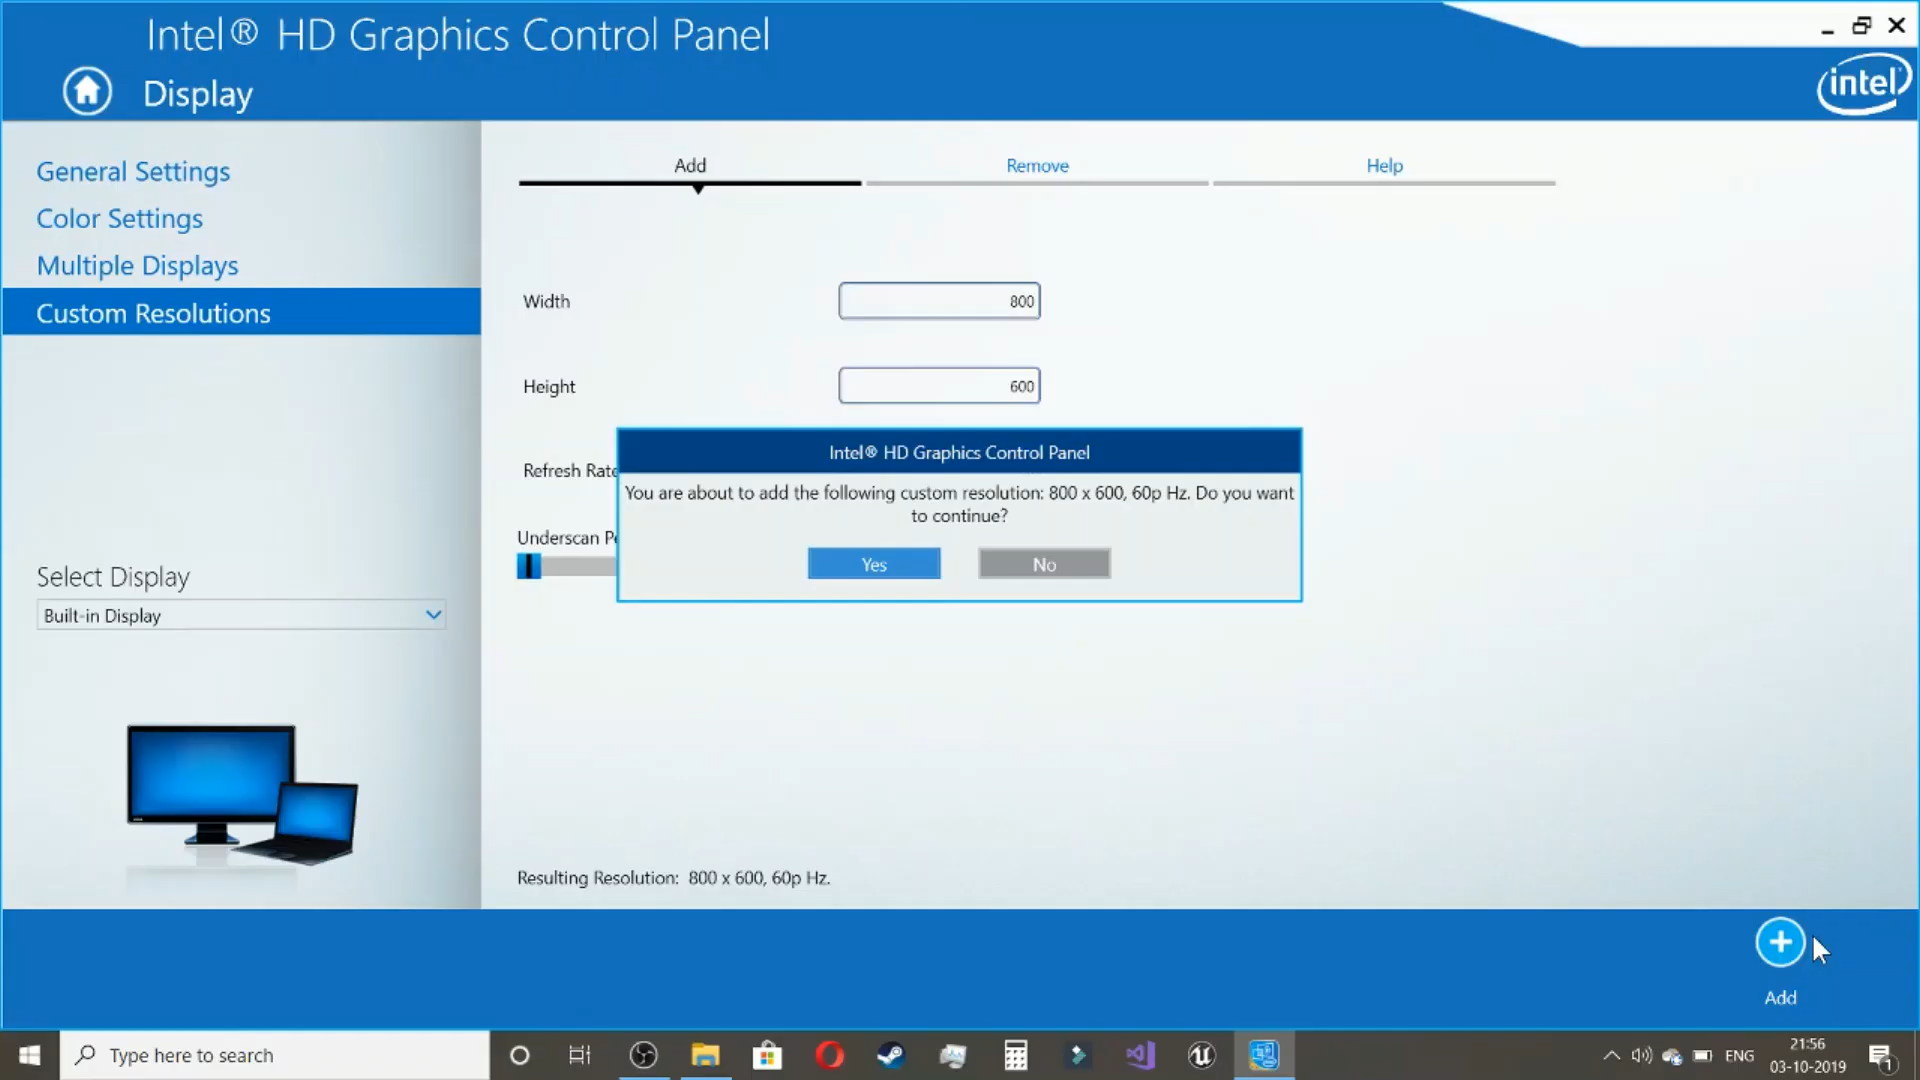 Intel® HD Graphics Control Panel
Display
intel
General Settings
Color Settings
Multiple Displays
Custom Resolutions
Select Display
Built-in Display
Add
Remove
Help
Width
800
Height
600
Refresh Rate
Underscan Pe
Intel® HD Graphics Control Panel
You are about to add the following custom resolution: 800 x 600, 60p Hz. Do you want
to continue?
Yes
No
Resulting Resolution: 800 x 600, 60p Hz.
Add
Type here to search
ENG
21:56
03-10-2019
1